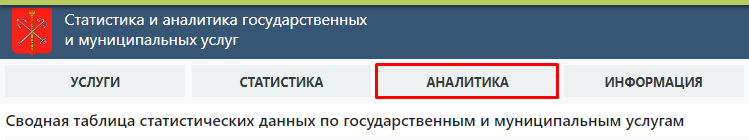 Статистика и аналитика государственных
и муниципальных услуг
УСЛУГИ СТАТИСТИКА АНАЛИТИКА ИНФОРМАЦИЯ
Сводная таблица статистических данных по государственным и муниципальным услугам